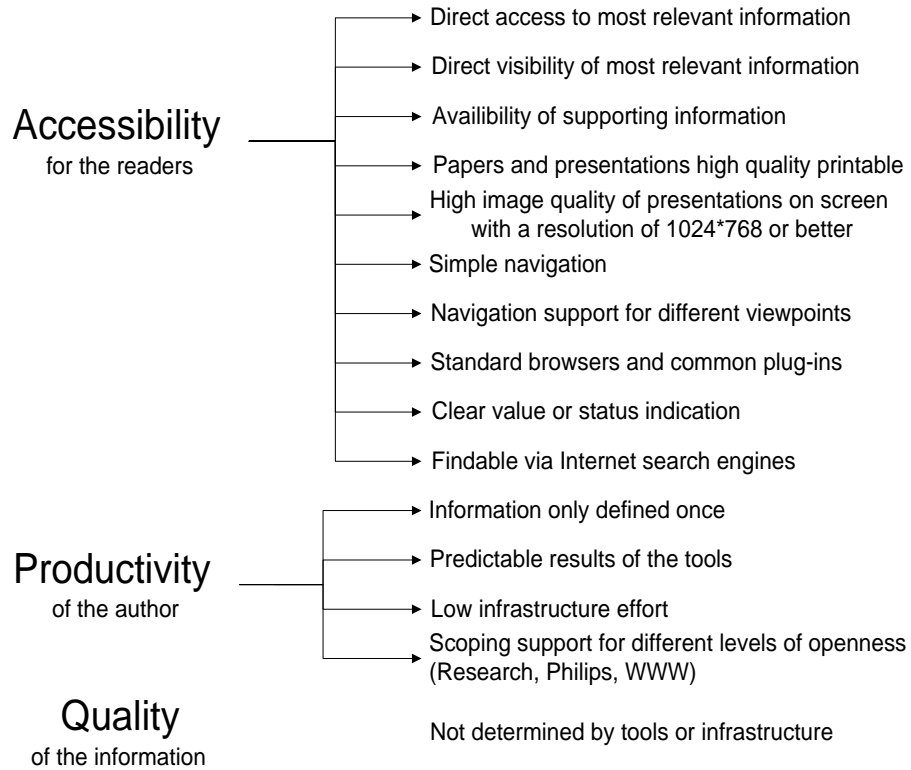 Accessibility
for the readers
Direct access to most relevant information
Direct visibility of most relevant information
Availibility of supporting information
Papers and presentations high quality printable
High image quality of presentations on screen
with a resolution of 1024*768 or better
Simple navigation
Navigation support for different viewpoints
Standard browsers and common plug-ins
Clear value or status indication
Findable via Internet search engines
Productivity
of the author
Information only defined once
Predictable results of the tools
Low infrastructure effort
Scoping support for different levels of openness
(Research, Philips, WWW)
Quality
of the information
Not determined by tools or infrastructure